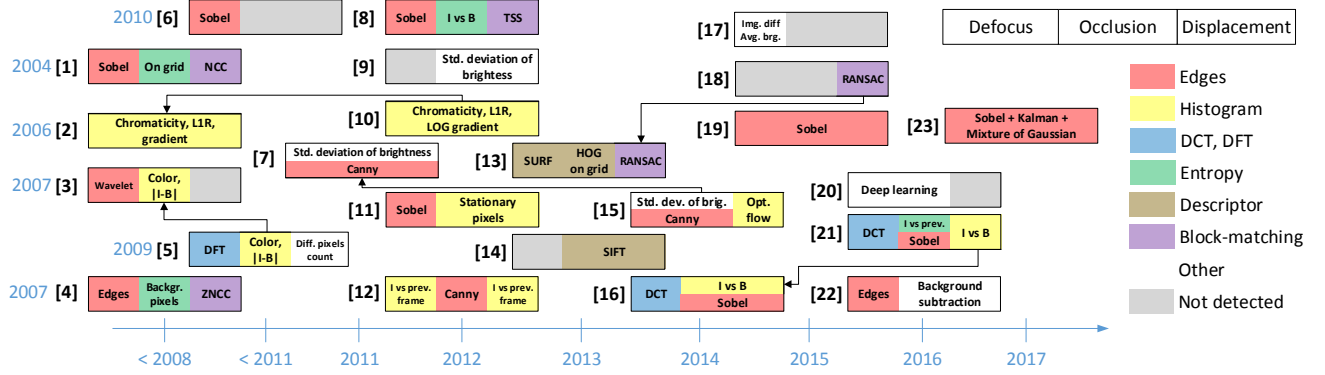 2010 [6] Sobel
[8] Sobel I vs B TSS
[17] Img. diff
Avg. brg.
Defocus Occlusion Displacement
2004 [1] Sobel On grid NCC
[9] Std. deviation of
brightess
[18] RANSAC
Edges
Histogram
DCT, DFT
Entropy
Descriptor
Block-matching
Other
Not detected
2006 [2] Chromaticity, L1R,
gradient
[10] Chromaticity, L1R,
LOG gradient
[19] Sobel
[23] Sobel + Kalman +
Mixture of Gaussian
[7] Std. deviation of brightness
Canny
[13] SURF HOG
on grid RANSAC
2007 [3] Wavelet Color,
|I-B|
[11] Sobel Stationary
pixels
[15] Std. dev. of brig.
Canny
Opt.
flow
[20] Deep learning
2009 [5] DFT Color,
|I-B|
Diff. pixels
count
[14] SIFT
[21] DCT I vs prev.
Sobel
I vs B
2007 [4] Edges Backgr.
pixels ZNCC
[12] I vs prev.
frame
Canny I vs prev.
frame
[16] DCT I vs B
Sobel
[22] Edges Background
subtraction
< 2008 < 2011 2011 2012 2013 2014 2015 2016 2017